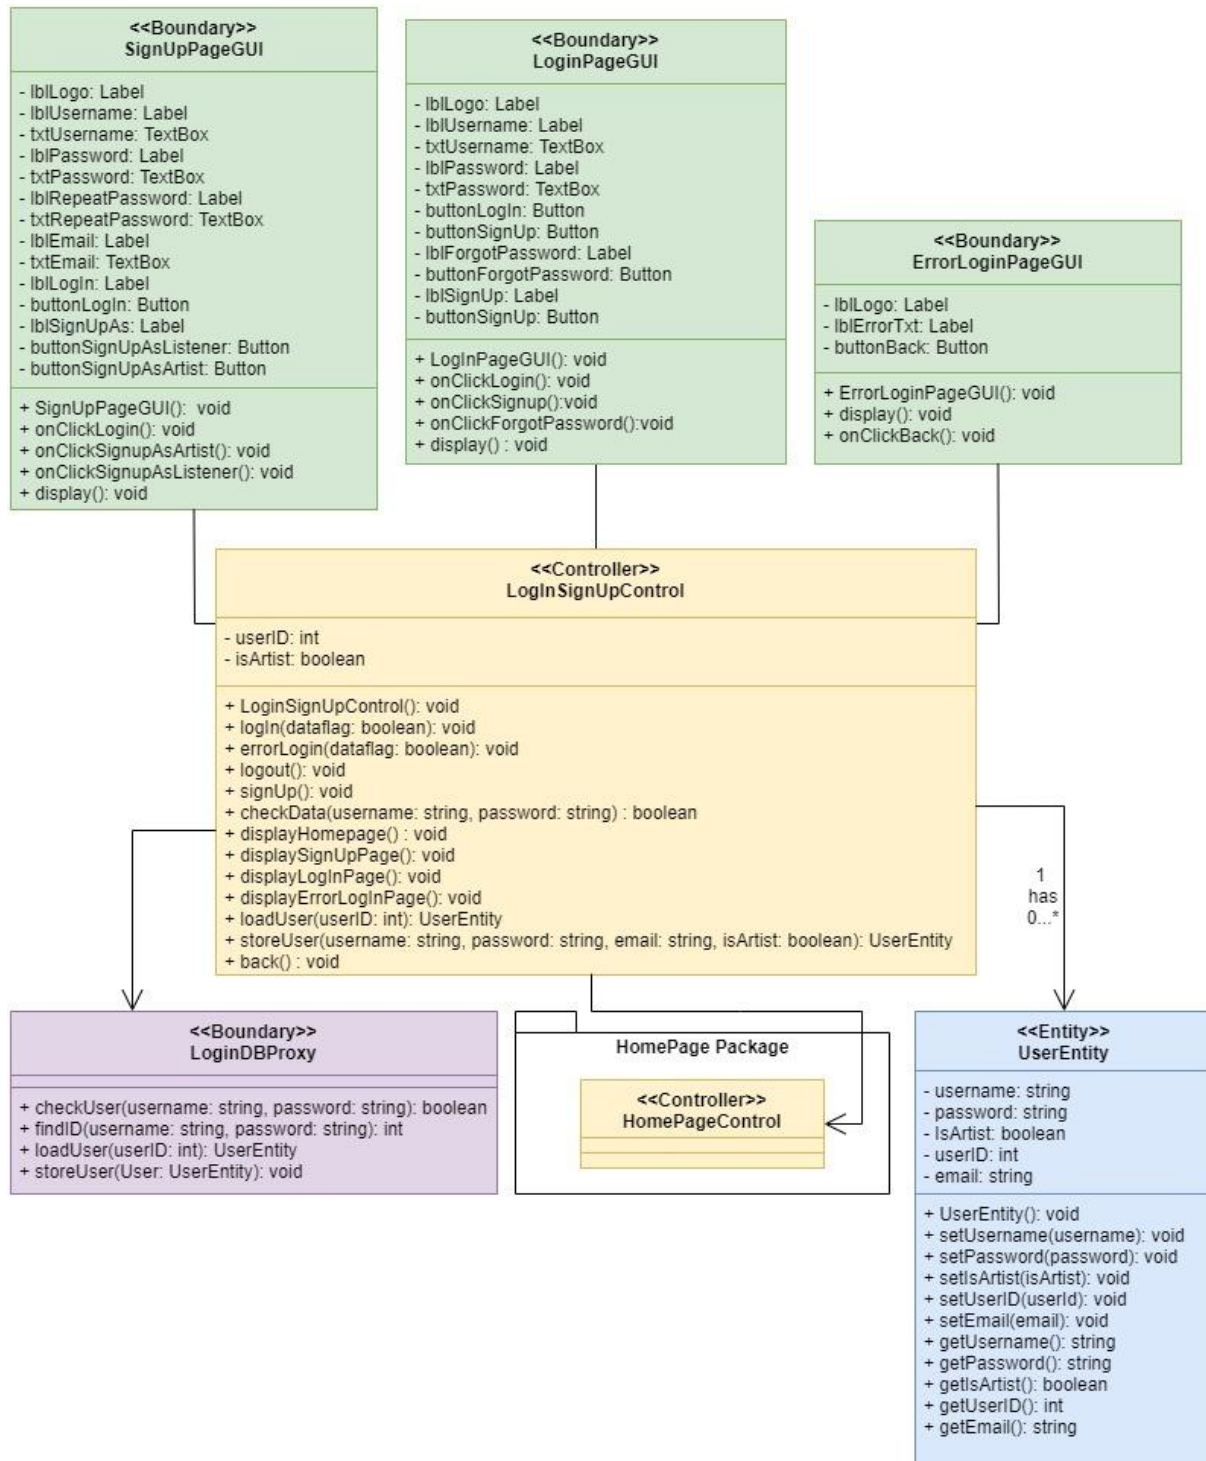 <<Boundary>>
SignUpPageGUI
- lblLogo: Label
- lblUsername: Label
- txtUsername: TextBox
- lblPassword: Label
- txtPassword: TextBox
- lblRepeatPassword: Label
- txtRepeatPassword: TextBox
- lblEmail: Label
- txtEmail: TextBox
- lblLogIn: Label
- buttonLogIn: Button
- lblSignUpAs: Label
- buttonSignUpAsListener: Button
- buttonSignUpAsArtist: Button
+ SignUpPageGUI(): void
+ onClickLogin(): void
+ onClickSignupAsArtist(): void
+ onClickSignupAsListener(): void
+ display(): void
<<Boundary>>
LoginPageGUI
- lblLogo: Label
- lblUsername: Label
- txtUsername: TextBox
- lblPassword: Label
- txtPassword: TextBox
- buttonLogIn: Button
- buttonSignUp: Button
- lblForgotPassword: Label
- buttonForgotPassword: Button
- lblSignUp: Label
- buttonSignUp: Button
+ LogInPageGUI(): void
+ onClickLogin(): void
+ onClickSignup():void
+ onClickForgotPassword():void
+ display() : void
<<Boundary>>
ErrorLoginPageGUI
- lblLogo: Label
- lblErrorTxt: Label
- buttonBack: Button
+ ErrorLoginPageGUI(): void
+ display(): void
+ onClickBack(): void
<<Controller>>
LogInSignUpControl
- userID: int
- isArtist: boolean
+ LoginSignUpControl(): void
+ logIn(dataflag: boolean): void
+ errorLogin(dataflag: boolean): void
+ logout(): void
+ signUp(): void
+ checkData(username: string, password: string) : boolean
+ displayHomepage() : void
+ displaySignUpPage(): void
+ displayLogInPage(): void
+ displayErrorLogInPage(): void
+ loadUser(userID: int): UserEntity
+ storeUser(username: string, password: string, email: string, isArtist: boolean): UserEntity
+ back() : void
1
has
0...*
<<Boundary>>
LoginDBProxy
+ checkUser(username: string, password: string): boolean
+ findID(username: string, password: string): int
+ loadUser(userID: int): UserEntity
+ storeUser(User: UserEntity): void
HomePage Package
<<Controller>>
HomePageControl
<<Entity>>
UserEntity
- username: string
- password: string
- IsArtist: boolean
- userID: int
- email: string
+ UserEntity(): void
+ setUsername(username): void
+ setPassword(password): void
+ setIsArtist(isArtist): void
+ setUserID(userId): void
+ setEmail(email): void
+ getUsername(): string
+ getPassword(): string
+ getIsArtist(): boolean
+ getUserID(): int
+ getEmail(): string